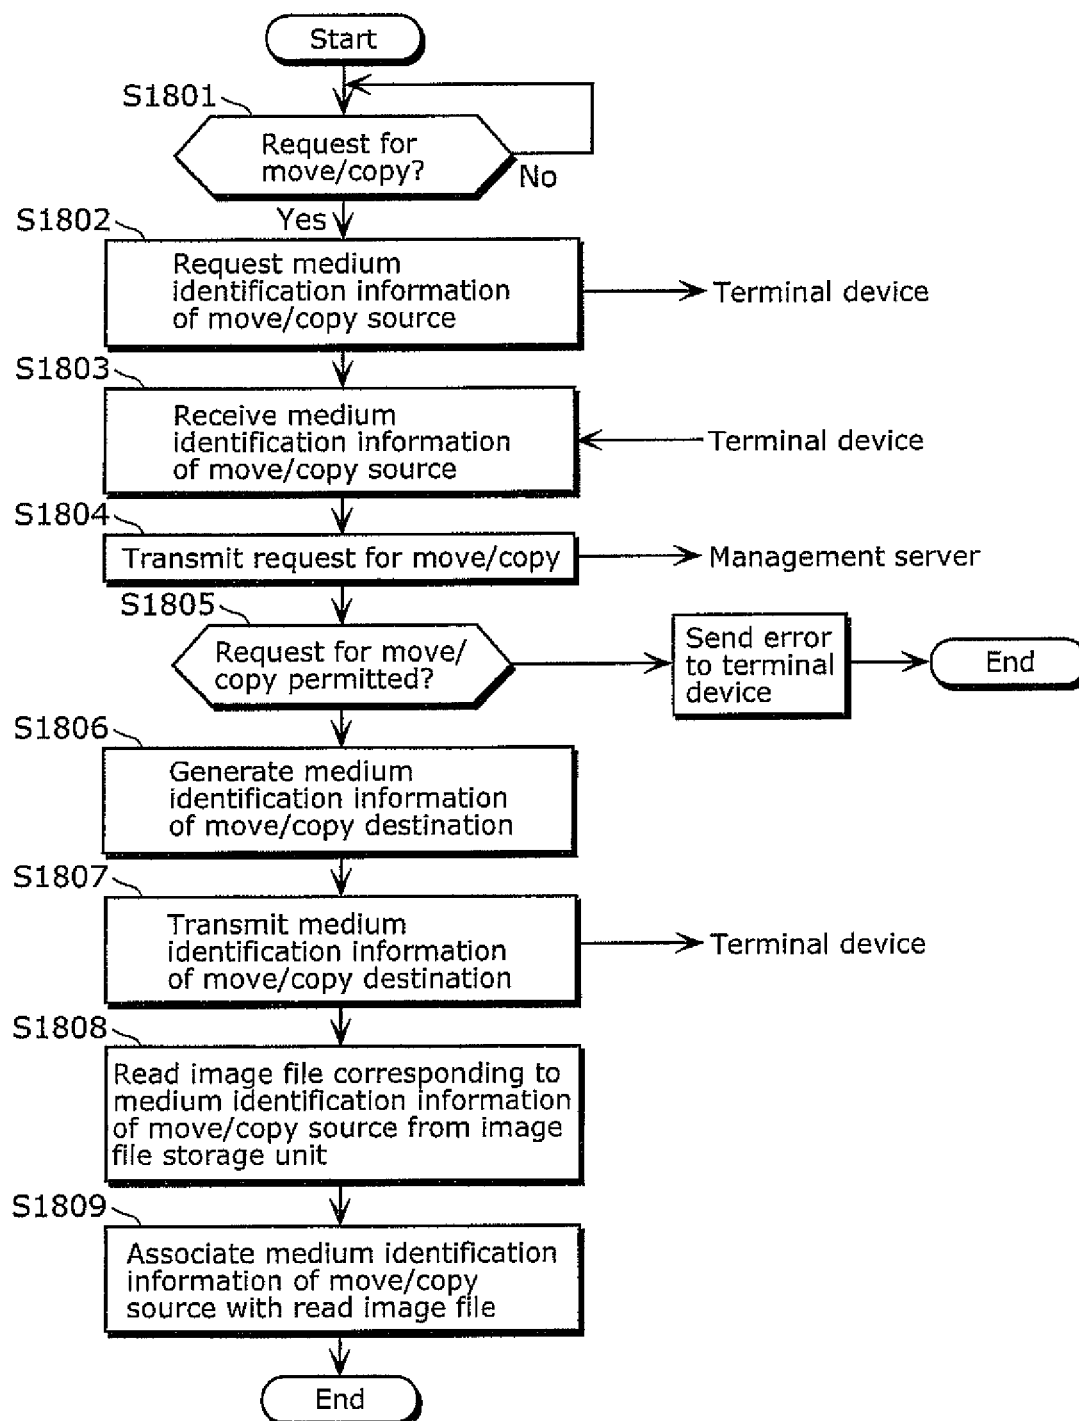 Start
S1801
Request for
move/copy?
No
S1802
Yes
Request medium
identification information
of move/copy source
Terminal device
S1803
Receive medium
identification information
of move/copy source
Terminal device
S1804
Transmit request for move/copy
Management server
S1805
Request for move/
copy permitted?
Send error
to terminal
device
End
S1806
Generate medium
identification information
of move/copy destination
S1807
Transmit medium
identification information
of move/copy destination
Terminal device
S1808
Read image file corresponding to
medium identification information
of move/copy source from image
file storage unit
S1809
Associate medium identification
information of move/copy
source with read image file
End